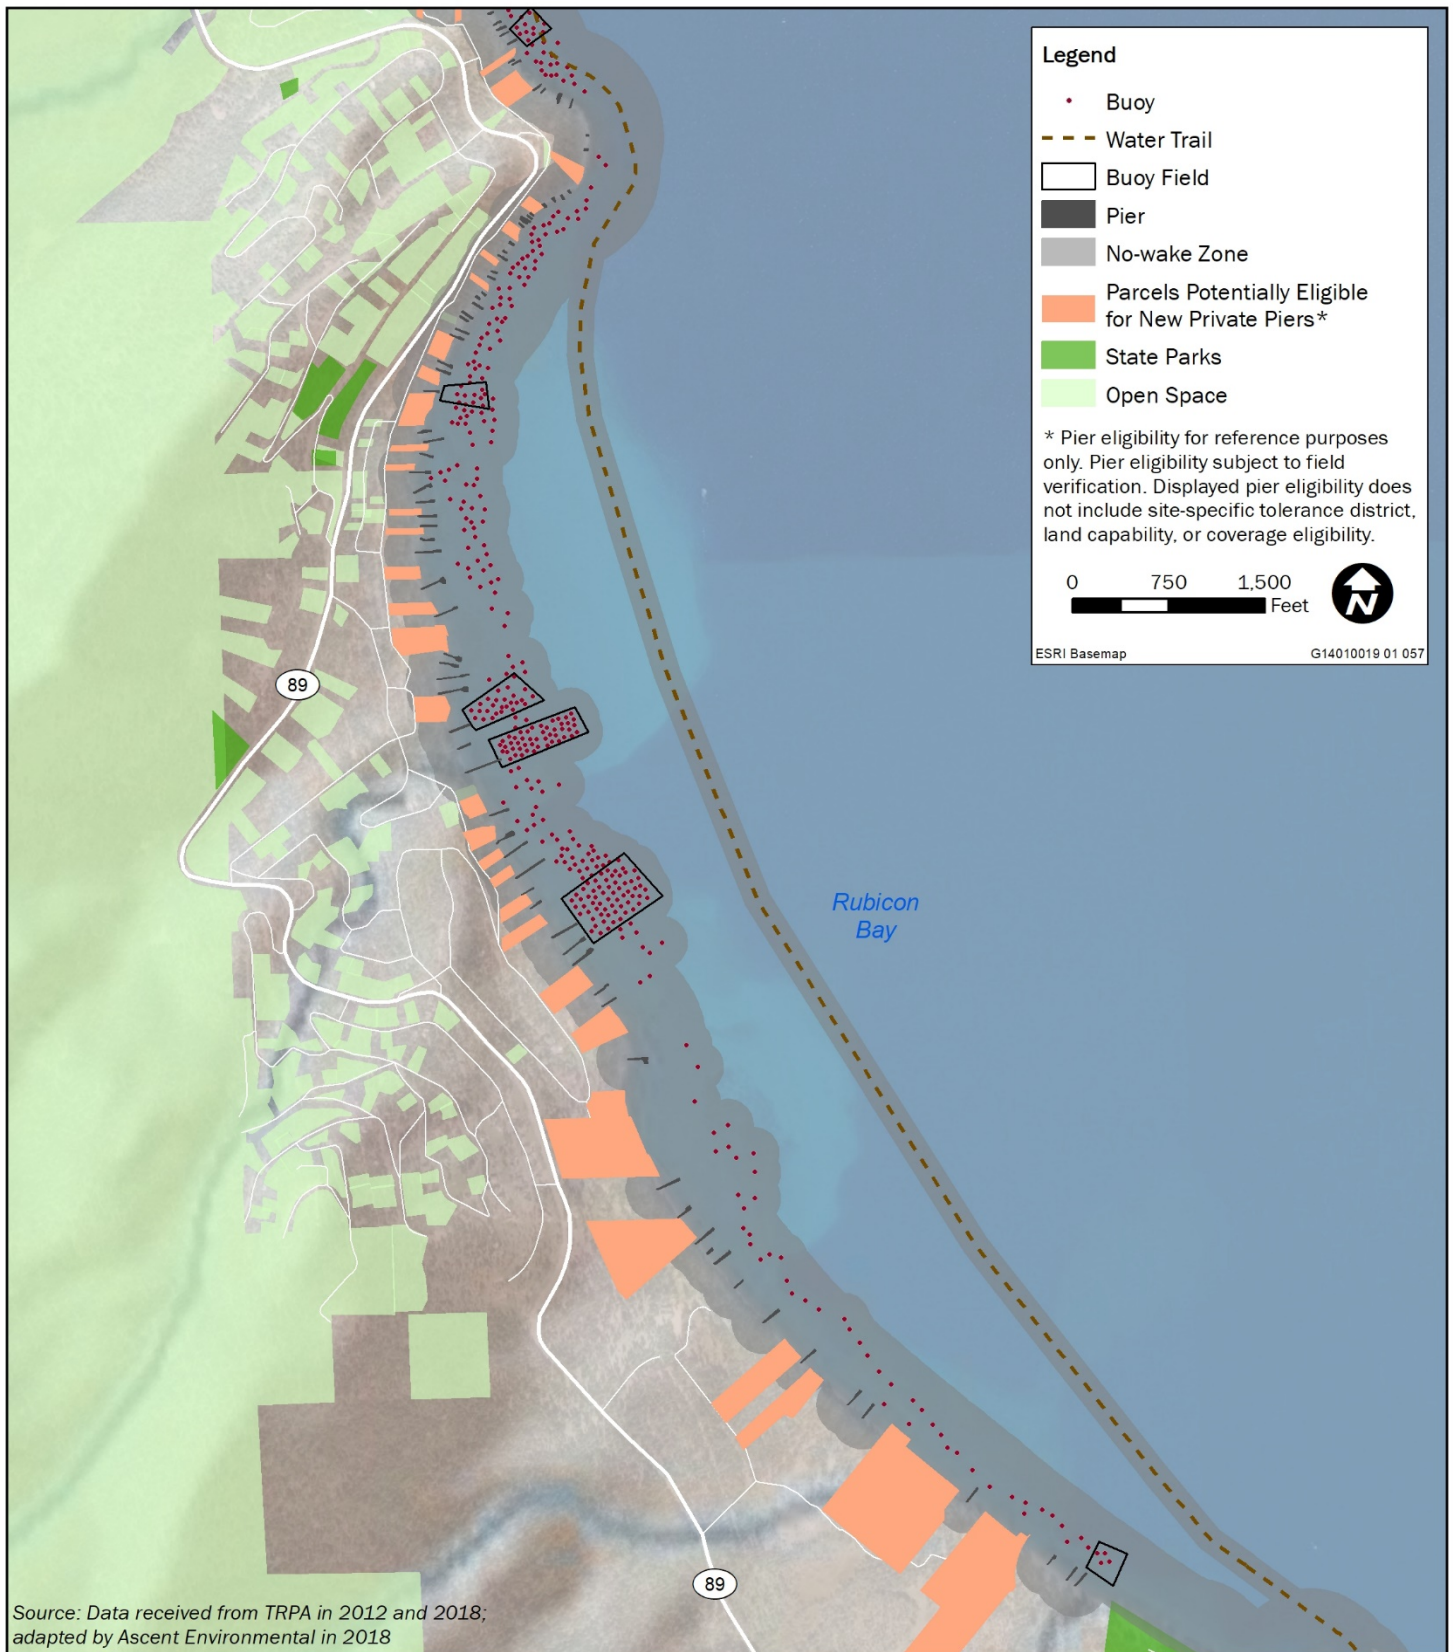 Legend
Buoy
Water Trail
Buoy Field
Pier
No-wake Zone
Parcels Potentially Eligible
for New Private Piers*
State Parks
Open Space
* Pier eligibility for reference purposes
only. Pier eligibility subject to field
verification. Displayed pier eligibility does
not include site-specific tolerance district,
land capability, or coverage eligibility.
0 750 1,500
Feet
N
ESRI Basemap G14010019 01 057
89
Rubicon
Bay
89
Source: Data received from TRPA in 2012 and 2018;
adapted by Ascent Environmental in 2018